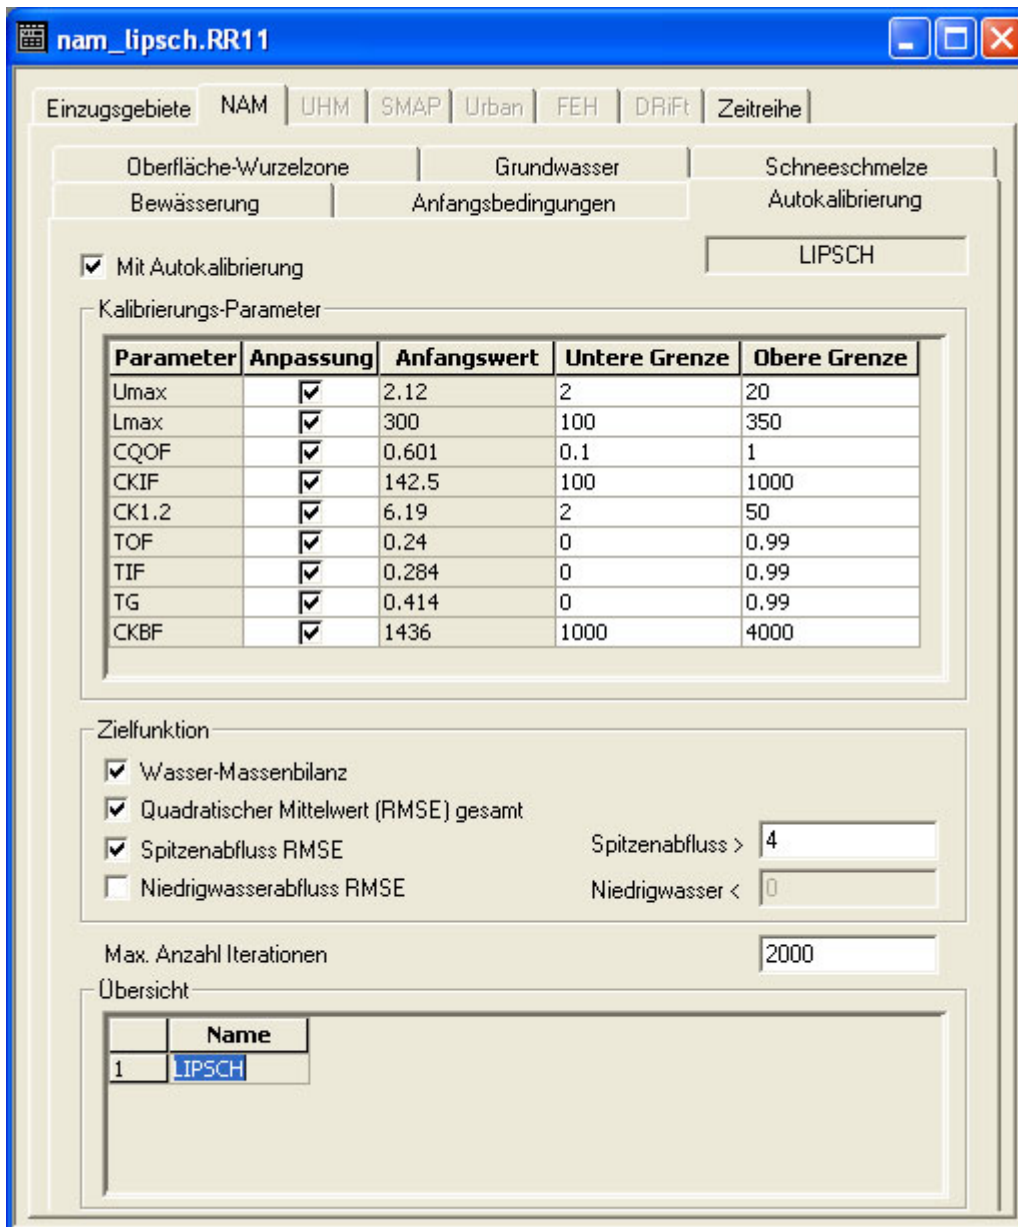 nam_lipsch.RR11
Einzugsgebiete NAM UHM SMAP Urban FEH DRiFt Zeitreihe
Oberfläche-Wurzelzone Grundwasser Schneeschmelze
Bewässerung Anfangsbedingungen Autokalibrierung
Mit Autokalibrierung LIPSCH
Kalibrierungs-Parameter
Parameter Anpassung Anfangswert Untere Grenze Obere Grenze
Umax 2.12 2 20
Lmax 300 100 350
CQOF 0.601 0.1 1
CKIF 142.5 100 1000
CK1.2 6.19 2 50
TOF 0.24 0 0.99
TIF 0.284 0 0.99
TG 0.414 0 0.99
CKBF 1436 1000 4000
Zielfunktion
Wasser-Massenbilanz
Quadratischer Mittelwert (RMSE) gesamt
Spitzenabfluss RMSE Spitzenabfluss > 4
Niedrigwasserabfluss RMSE Niedrigwasser < 0
Max. Anzahl Iterationen 2000
Übersicht
Name
1 LIPSCH